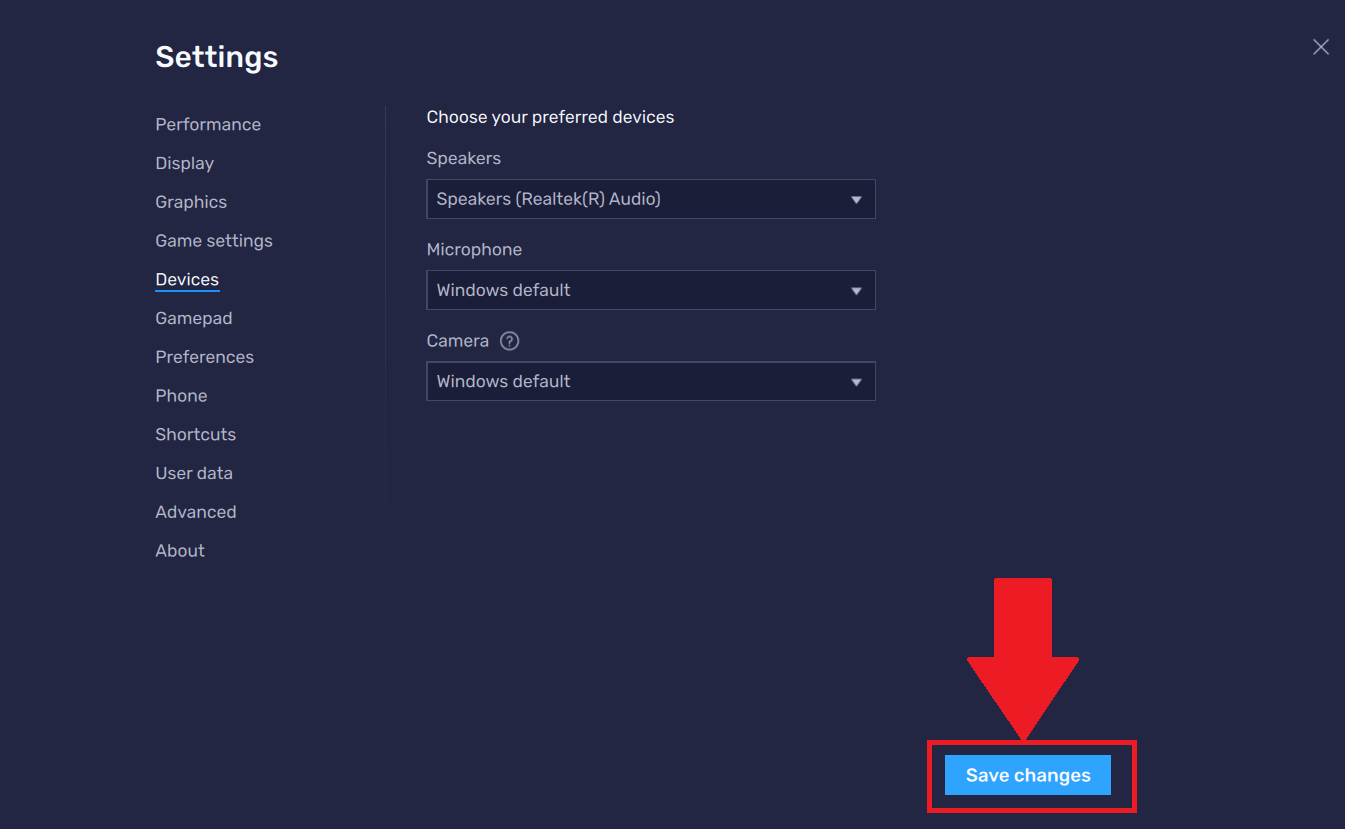 Settings
Performance
Display
Graphics
Game settings
Devices
Gamepad
Preferences
Phone
Shortcuts
User data
Advanced
About
Choose your preferred devices
Speakers
Speakers (Realtek(R) Audio)
Microphone
Windows default
Camera ?
Windows default
Save changes